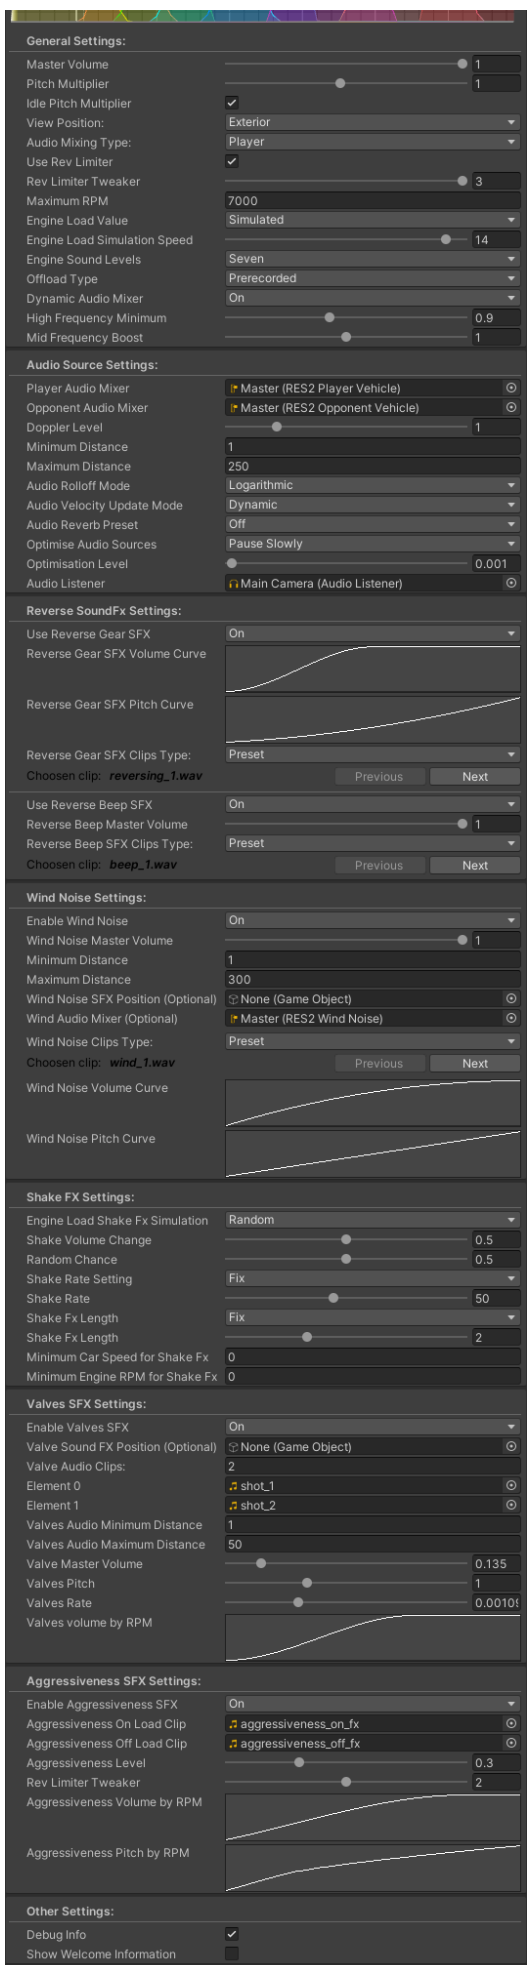 General Settings:
Master Volume 1
Pitch Multiplier 1
Idle Pitch Multiplier
View Position: Exterior
Audio Mixing Type: Player
Use Rev Limiter
Rev Limiter Tweaker 3
Maximum RPM 7000
Engine Load Value Simulated
Engine Load Simulation Speed 14
Engine Sound Levels Seven
Offload Type Prerecorded
Dynamic Audio Mixer On
High Frequency Minimum 0.9
Mid Frequency Boost 1
Audio Source Settings:
Player Audio Mixer Master (RES2 Player Vehicle)
Opponent Audio Mixer Master (RES2 Opponent Vehicle)
Doppler Level 1
Minimum Distance 1
Maximum Distance 250
Audio Rolloff Mode Logarithmic
Audio Velocity Update Mode Dynamic
Audio Reverb Preset Off
Optimise Audio Sources Pause Slowly
Optimisation Level 0.001
Audio Listener Main Camera (Audio Listener)
Reverse SoundFx Settings:
Use Reverse Gear SFX On
Reverse Gear SFX Volume Curve
Reverse Gear SFX Pitch Curve
Reverse Gear SFX Clips Type: Preset
Choosen clip: reversing_1.wav Previous Next
Use Reverse Beep SFX On
Reverse Beep Master Volume 1
Reverse Beep SFX Clips Type: Preset
Choosen clip: beep_1.wav Previous Next
Wind Noise Settings:
Enable Wind Noise On
Wind Noise Master Volume 1
Minimum Distance 1
Maximum Distance 300
Wind Noise SFX Position (Optional) None (Game Object)
Wind Audio Mixer (Optional) Master (RES2 Wind Noise)
Wind Noise Clips Type: Preset
Choosen clip: wind_1.wav Previous Next
Wind Noise Volume Curve
Wind Noise Pitch Curve
Shake FX Settings:
Engine Load Shake Fx Simulation Random
Shake Volume Change 0.5
Random Chance 0.5
Shake Rate Setting Fix
Shake Rate 50
Shake Fx Length Fix
Shake Fx Length 2
Minimum Car Speed for Shake Fx 0
Minimum Engine RPM for Shake Fx 0
Valves SFX Settings:
Enable Valves SFX On
Valve Sound FX Position (Optional) None (Game Object)
Valve Audio Clips: 2
Element 0 shot_1
Element 1 shot_2
Valves Audio Minimum Distance 1
Valves Audio Maximum Distance 50
Valve Master Volume 0.135
Valves Pitch 1
Valves Rate 0.00109
Valves volume by RPM
Aggressiveness SFX Settings:
Enable Aggressiveness SFX On
Aggressiveness On Load Clip aggressiveness_on_fx
Aggressiveness Off Load Clip aggressiveness_off_fx
Aggressiveness Level 0.3
Rev Limiter Tweaker 2
Aggressiveness Volume by RPM
Aggressiveness Pitch by RPM
Other Settings:
Debug Info
Show Welcome Information